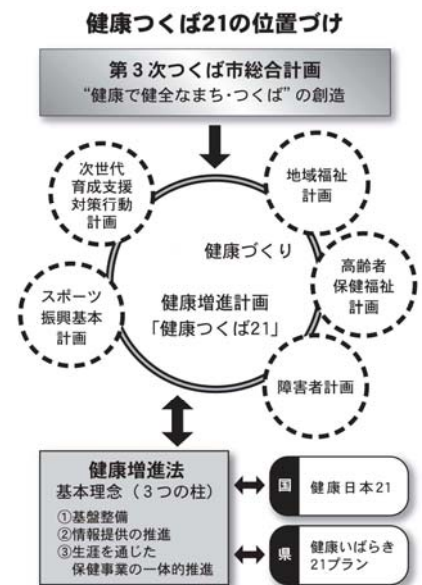 健康つくば21の位置づけ
第3次つくば市総合計画
“健康で健全なまち・つくば”の創造
次世代
育成支援
対策行動
計画
地域福祉
計画
健康づくり
高齢者
保健福祉
計画
スポーツ
振興基本
計画
健康増進計画
「健康つくば21」
障害者計画
健康増進法
基本理念（3つの柱）
①基盤整備
②情報提供の推進
③生涯を通じた
保健事業の一体的推進
国 健康日本21
県 健康いばらき
21プラン